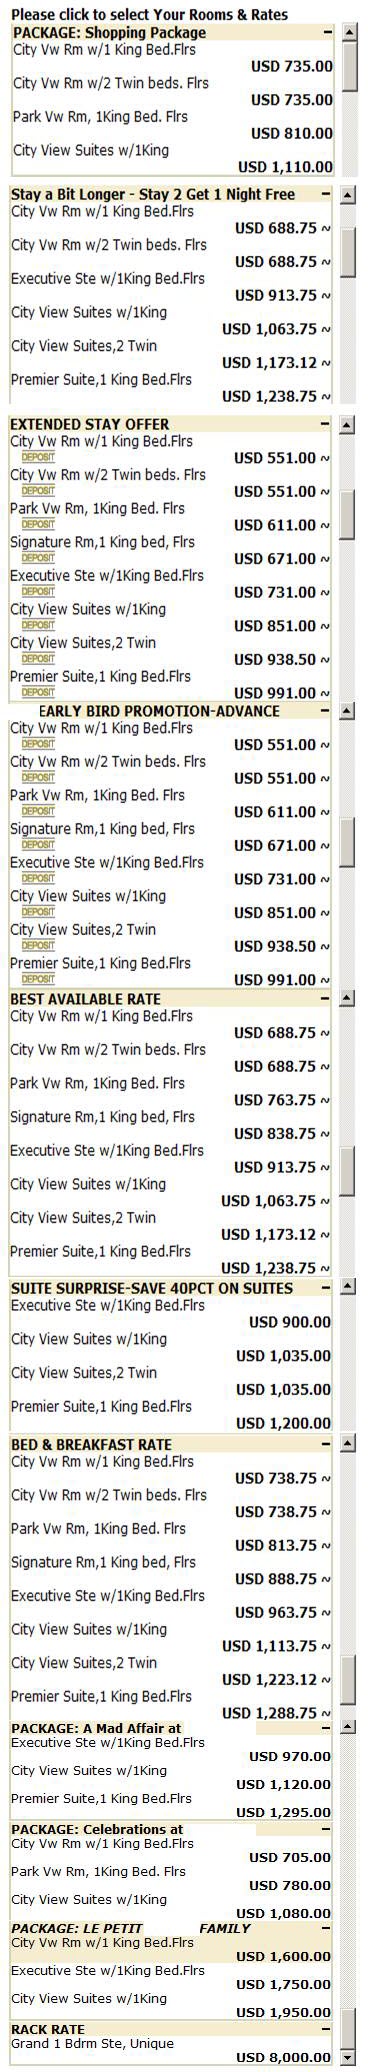 Please click to select Your Rooms & Rates
PACKAGE: Shopping Package –
City Vw Rm w/1 King Bed.Flrs
USD 735.00
City Vw Rm w/2 Twin beds. Flrs
USD 735.00
Park Vw Rm, 1King Bed. Flrs
USD 810.00
City View Suites w/1King
USD 1,110.00
Stay a Bit Longer - Stay 2 Get 1 Night Free –
City Vw Rm w/1 King Bed.Flrs
USD 688.75 ~
City Vw Rm w/2 Twin beds. Flrs
USD 688.75 ~
Executive Ste w/1King Bed.Flrs
USD 913.75 ~
City View Suites w/1King
USD 1,063.75 ~
City View Suites,2 Twin
USD 1,173.12 ~
Premier Suite,1 King Bed.Flrs
USD 1,238.75 ~
EXTENDED STAY OFFER –
City Vw Rm w/1 King Bed.Flrs
DEPOSIT USD 551.00 ~
City Vw Rm w/2 Twin beds. Flrs
DEPOSIT USD 551.00 ~
Park Vw Rm, 1King Bed. Flrs
DEPOSIT USD 611.00 ~
Signature Rm,1 King bed, Flrs
DEPOSIT USD 671.00 ~
Executive Ste w/1King Bed.Flrs
DEPOSIT USD 731.00 ~
City View Suites w/1King
DEPOSIT USD 851.00 ~
City View Suites,2 Twin
DEPOSIT USD 938.50 ~
Premier Suite,1 King Bed.Flrs
DEPOSIT USD 991.00 ~
EARLY BIRD PROMOTION-ADVANCE –
City Vw Rm w/1 King Bed.Flrs
DEPOSIT USD 551.00 ~
City Vw Rm w/2 Twin beds. Flrs
DEPOSIT USD 551.00 ~
Park Vw Rm, 1King Bed. Flrs
DEPOSIT USD 611.00 ~
Signature Rm,1 King bed, Flrs
DEPOSIT USD 671.00 ~
Executive Ste w/1King Bed.Flrs
DEPOSIT USD 731.00 ~
City View Suites w/1King
DEPOSIT USD 851.00 ~
City View Suites,2 Twin
DEPOSIT USD 938.50 ~
Premier Suite,1 King Bed.Flrs
DEPOSIT USD 991.00 ~
BEST AVAILABLE RATE –
City Vw Rm w/1 King Bed.Flrs
USD 688.75 ~
City Vw Rm w/2 Twin beds. Flrs
USD 688.75 ~
Park Vw Rm, 1King Bed. Flrs
USD 763.75 ~
Signature Rm,1 King bed, Flrs
USD 838.75 ~
Executive Ste w/1King Bed.Flrs
USD 913.75 ~
City View Suites w/1King
USD 1,063.75 ~
City View Suites,2 Twin
USD 1,173.12 ~
Premier Suite,1 King Bed.Flrs
USD 1,238.75 ~
SUITE SURPRISE-SAVE 40PCT ON SUITES –
Executive Ste w/1King Bed.Flrs
USD 900.00
City View Suites w/1King
USD 1,035.00
City View Suites,2 Twin
USD 1,035.00
Premier Suite,1 King Bed.Flrs
USD 1,200.00
BED & BREAKFAST RATE –
City Vw Rm w/1 King Bed.Flrs
USD 738.75 ~
City Vw Rm w/2 Twin beds. Flrs
USD 738.75 ~
Park Vw Rm, 1King Bed. Flrs
USD 813.75 ~
Signature Rm,1 King bed, Flrs
USD 888.75 ~
Executive Ste w/1King Bed.Flrs
USD 963.75 ~
City View Suites w/1King
USD 1,113.75 ~
City View Suites,2 Twin
USD 1,223.12 ~
Premier Suite,1 King Bed.Flrs
USD 1,288.75 ~
PACKAGE: A Mad Affair at –
Executive Ste w/1King Bed.Flrs
USD 970.00
City View Suites w/1King
USD 1,120.00
Premier Suite,1 King Bed.Flrs
USD 1,295.00
PACKAGE: Celebrations at –
City Vw Rm w/1 King Bed.Flrs
USD 705.00
Park Vw Rm, 1King Bed. Flrs
USD 780.00
City View Suites w/1King
USD 1,080.00
PACKAGE: LE PETIT FAMILY –
City Vw Rm w/1 King Bed.Flrs
USD 1,600.00
Executive Ste w/1King Bed.Flrs
USD 1,750.00
City View Suites w/1King
USD 1,950.00
RACK RATE –
Grand 1 Bdrm Ste, Unique
USD 8,000.00